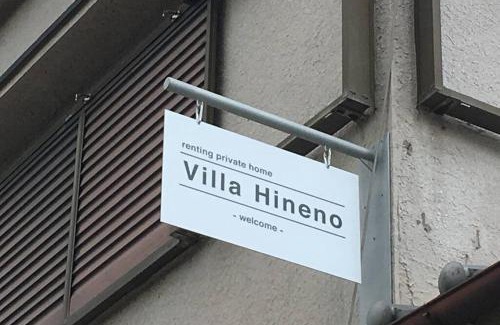 renting private home
Villa Hineno
- welcome -